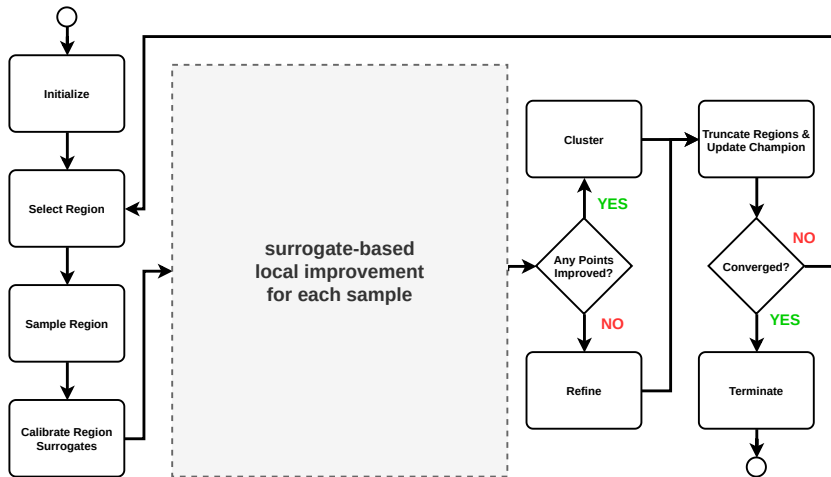 Initialize
Select Region
Sample Region
Calibrate Region
Surrogates
surrogate-based
local improvement
for each sample
Cluster
YES
Any Points
Improved?
NO
Refine
Truncate Regions &
Update Champion
Converged?
NO
YES
Terminate